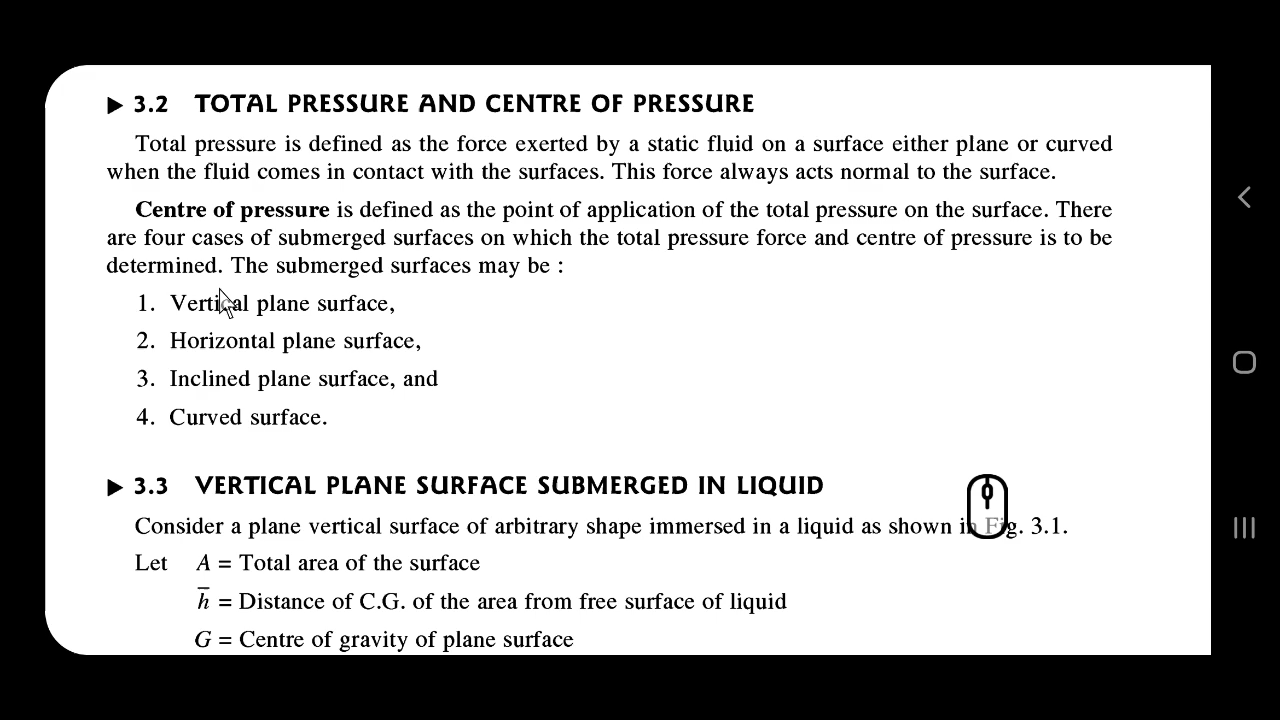 ▶ 3.2 TOTAL PRESSURE AND CENTRE OF PRESSURE
Total pressure is defined as the force exerted by a static fluid on a surface either plane or curved
when the fluid comes in contact with the surfaces. This force always acts normal to the surface.
Centre of pressure is defined as the point of application of the total pressure on the surface. There
are four cases of submerged surfaces on which the total pressure force and centre of pressure is to be
determined. The submerged surfaces may be :
1. Vertical plane surface,
2. Horizontal plane surface,
3. Inclined plane surface, and
4. Curved surface.
▶ 3.3 VERTICAL PLANE SURFACE SUBMERGED IN LIQUID
Consider a plane vertical surface of arbitrary shape immersed in a liquid as shown in Fig. 3.1.
Let A = Total area of the surface
h̅ = Distance of C.G. of the area from free surface of liquid
G = Centre of gravity of plane surface